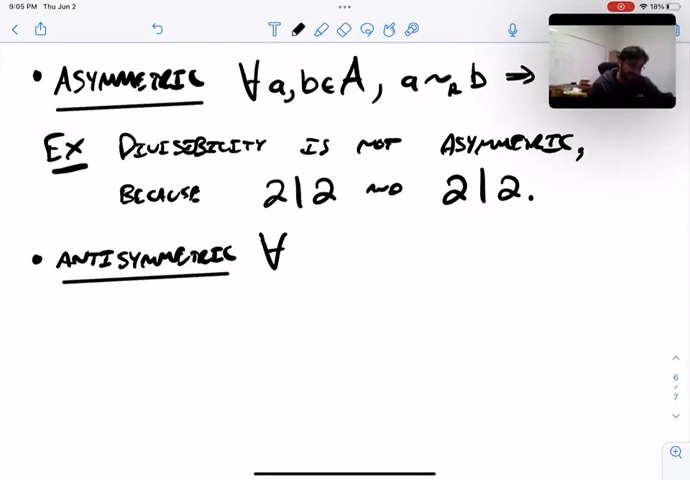 9:05 PM Thu Jun 2
18%
• ASYMMETRIC ∀ a, b ∈ A, a ~R b ⇒
EX DIVISIBILITY IS NOT ASYMMETRIC,
BECAUSE 2|2 AND 2|2.
• ANTISYMMETRIC ∀
6
/
7